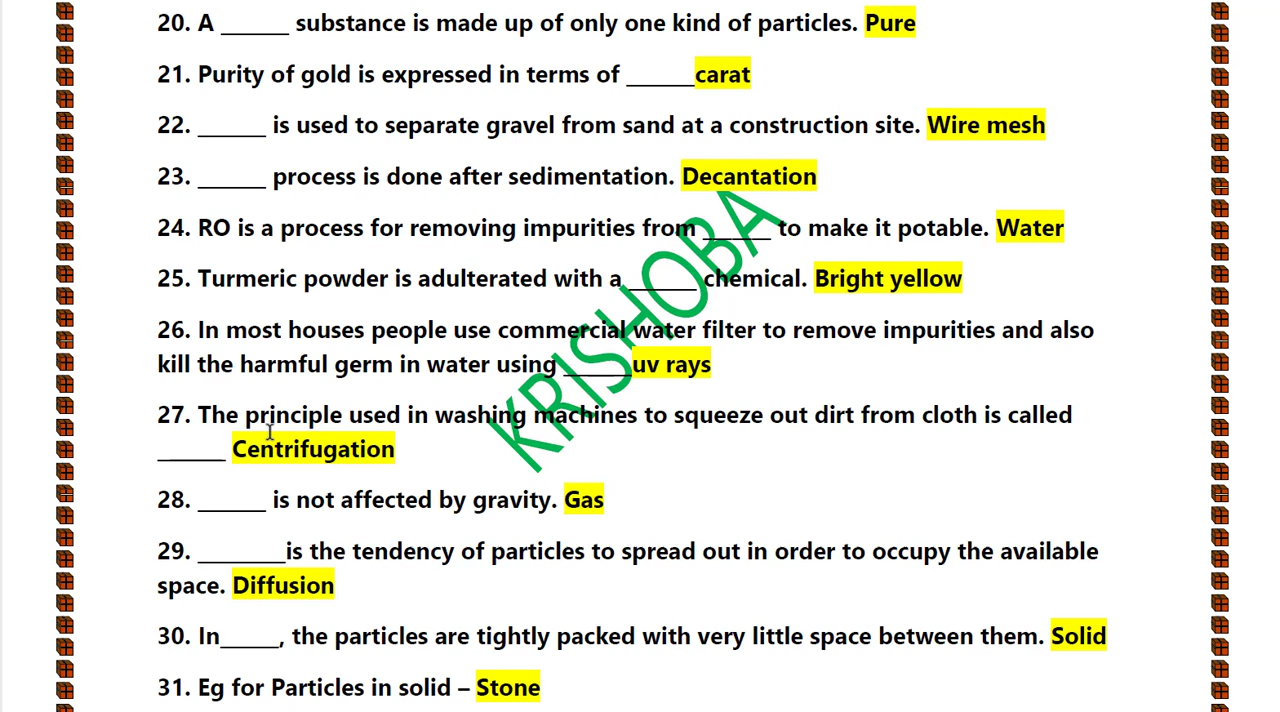 20. A ______ substance is made up of only one kind of particles. Pure
21. Purity of gold is expressed in terms of ______carat
22. ______ is used to separate gravel from sand at a construction site. Wire mesh
23. ______ process is done after sedimentation. Decantation
24. RO is a process for removing impurities from ______ to make it potable. Water
25. Turmeric powder is adulterated with a ______ chemical. Bright yellow
26. In most houses people use commercial water filter to remove impurities and also
kill the harmful germ in water using ______uv rays
27. The principle used in washing machines to squeeze out dirt from cloth is called
______ Centrifugation
28. ______ is not affected by gravity. Gas
29. ________is the tendency of particles to spread out in order to occupy the available
space. Diffusion
30. In_____, the particles are tightly packed with very little space between them. Solid
31. Eg for Particles in solid – Stone
KRISHOBA